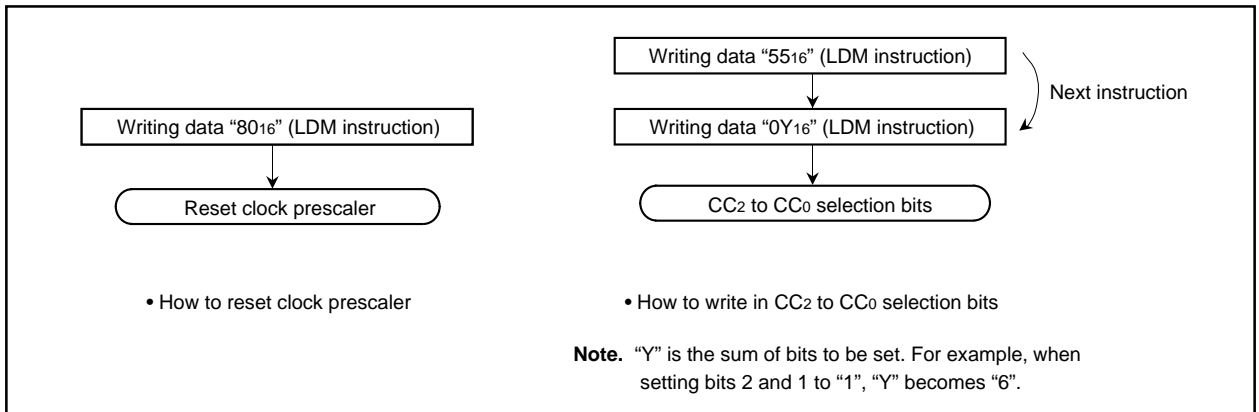 Writing data “8016” (LDM instruction)
Reset clock prescaler
• How to reset clock prescaler
Writing data “5516” (LDM instruction)
Next instruction
Writing data “0Y16” (LDM instruction)
CC2 to CC0 selection bits
• How to write in CC2 to CC0 selection bits
Note. “Y” is the sum of bits to be set. For example, when
setting bits 2 and 1 to “1”, “Y” becomes “6”.